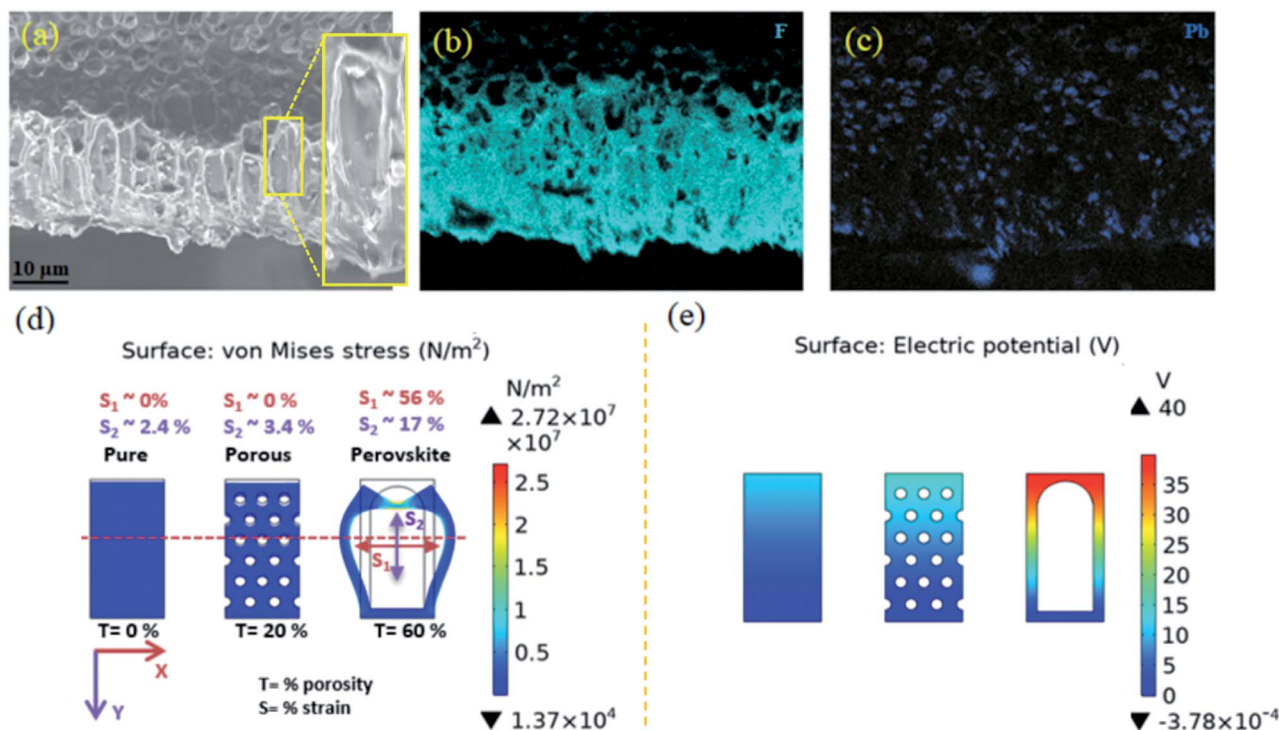 (a)
10 µm
(b)
F
(c)
Pb
(d)
Surface: von Mises stress (N/m²)
S₁ ~ 0%
S₂ ~ 2.4 %
Pure
S₁ ~ 0 %
S₂ ~ 3.4 %
Porous
S₁ ~ 56 %
S₂ ~ 17 %
Perovskite
S₂
S₁
T= 0 %
T= 20 %
T= 60 %
X
Y
T= % porosity
S= % strain
N/m²
▲ 2.72×10⁷
×10⁷
2.5
2
1.5
1
0.5
▼ 1.37×10⁴
(e)
Surface: Electric potential (V)
V
▲ 40
35
30
25
20
15
10
5
0
▼ -3.78×10⁻⁴